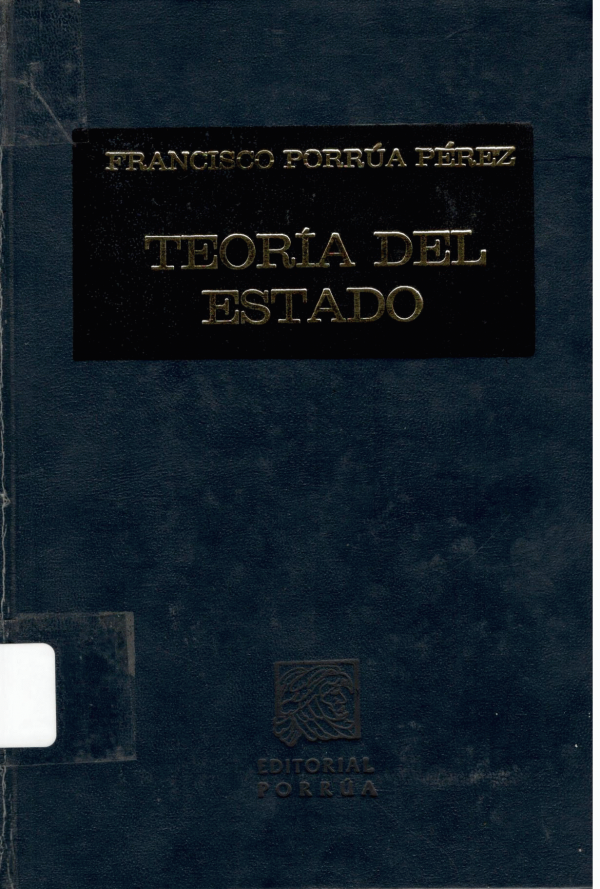 FRANCISCO PORRÚA PÉREZ
TEORÍA DEL
ESTADO
EDITORIAL
PORRÚA